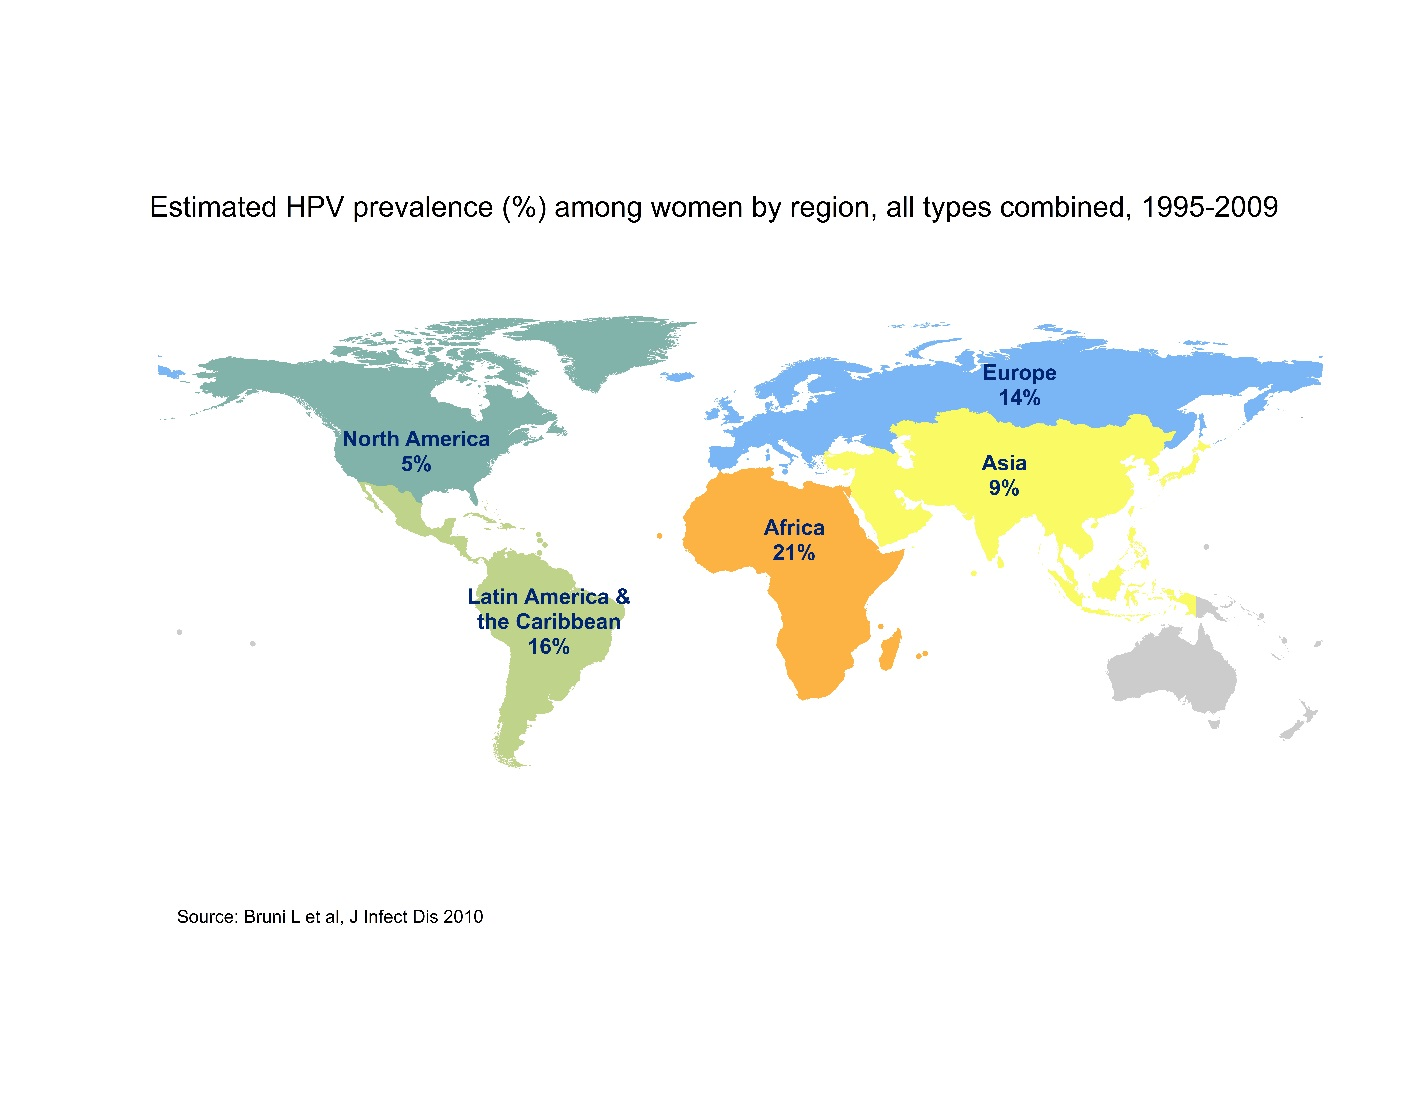 Estimated HPV prevalence (%) among women by region, all types combined, 1995-2009
Europe
14%
North America
5%
Asia
9%
Africa
21%
Latin America &
the Caribbean
16%
Source: Bruni L et al, J Infect Dis 2010